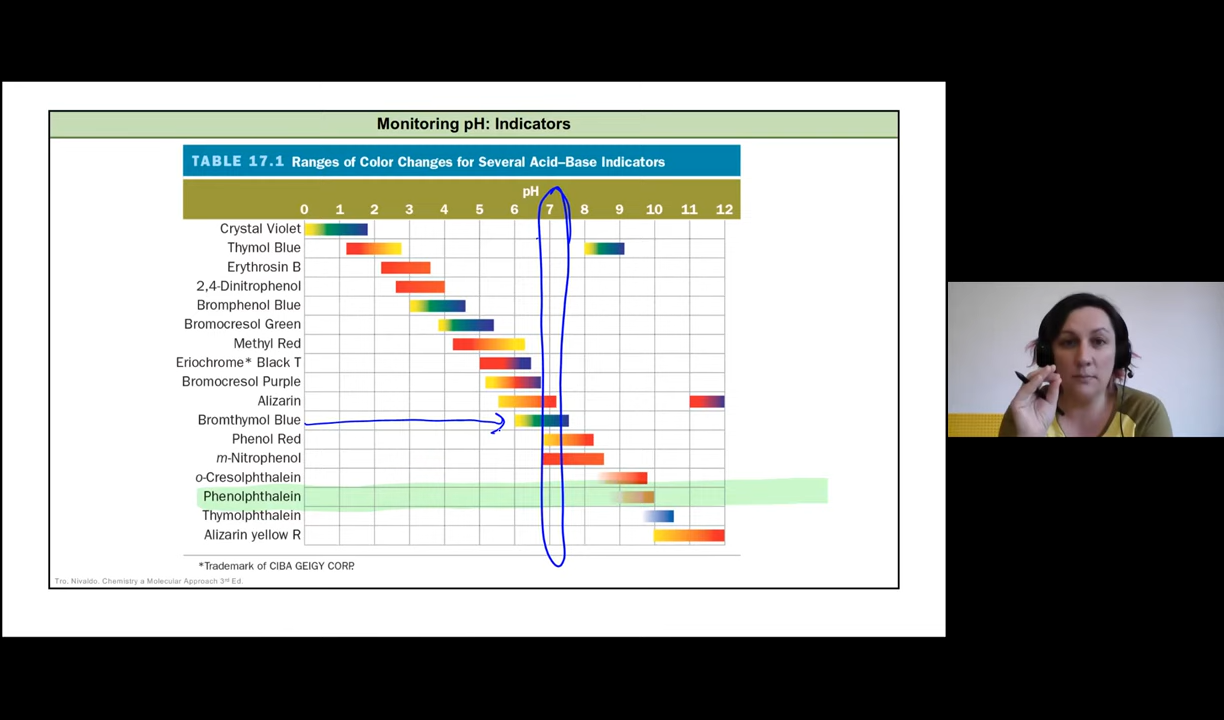 Monitoring pH: Indicators
TABLE 17.1 Ranges of Color Changes for Several Acid–Base Indicators
pH
0 1 2 3 4 5 6 7 8 9 10 11 12
Crystal Violet
Thymol Blue
Erythrosin B
2,4-Dinitrophenol
Bromphenol Blue
Bromocresol Green
Methyl Red
Eriochrome* Black T
Bromocresol Purple
Alizarin
Bromthymol Blue
Phenol Red
m-Nitrophenol
o-Cresolphthalein
Phenolphthalein
Thymolphthalein
Alizarin yellow R
*Trademark of CIBA GEIGY CORP.
Tro. Nivaldo. Chemistry a Molecular Approach 3rd Ed.